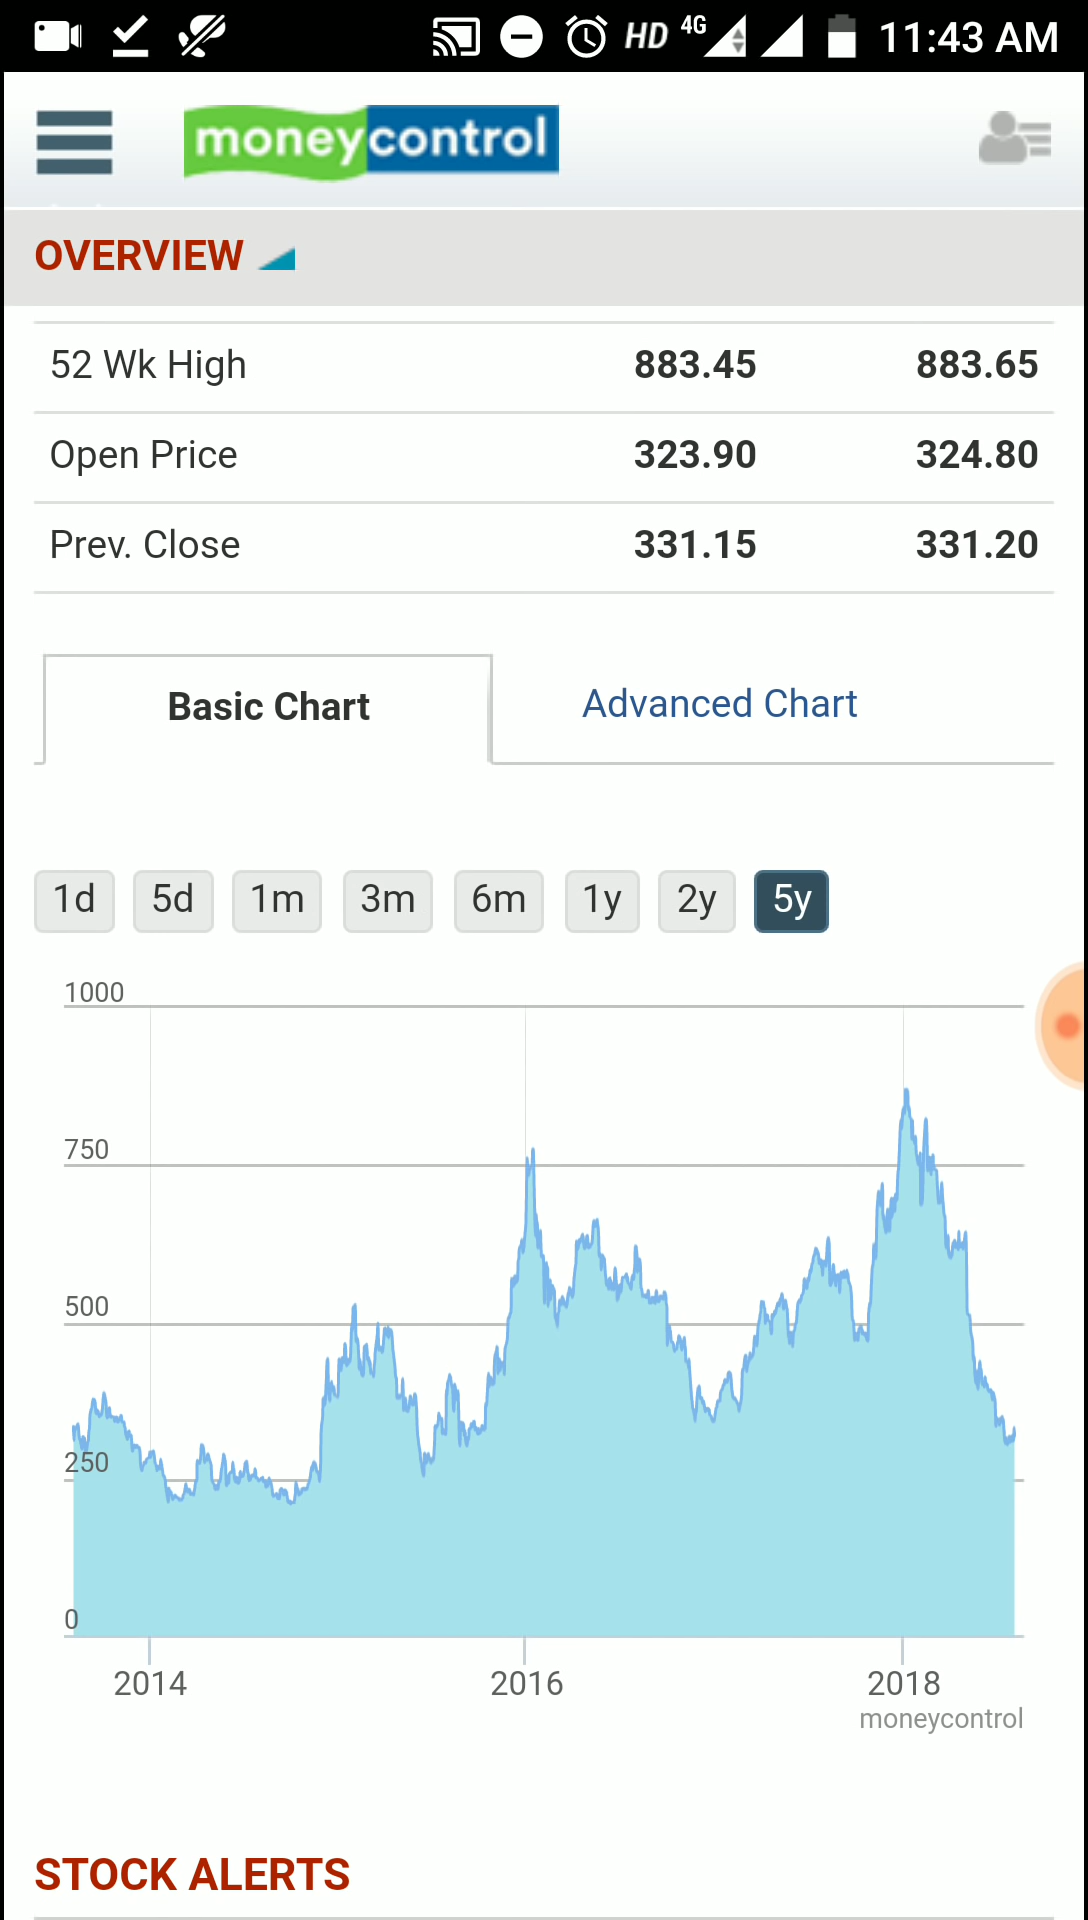 HD 4G 11:43 AM
moneycontrol
OVERVIEW
52 Wk High 883.45 883.65
Open Price 323.90 324.80
Prev. Close 331.15 331.20
Basic Chart Advanced Chart
1d 5d 1m 3m 6m 1y 2y 5y
1000
750
500
250
0
2014 2016 2018
moneycontrol
STOCK ALERTS